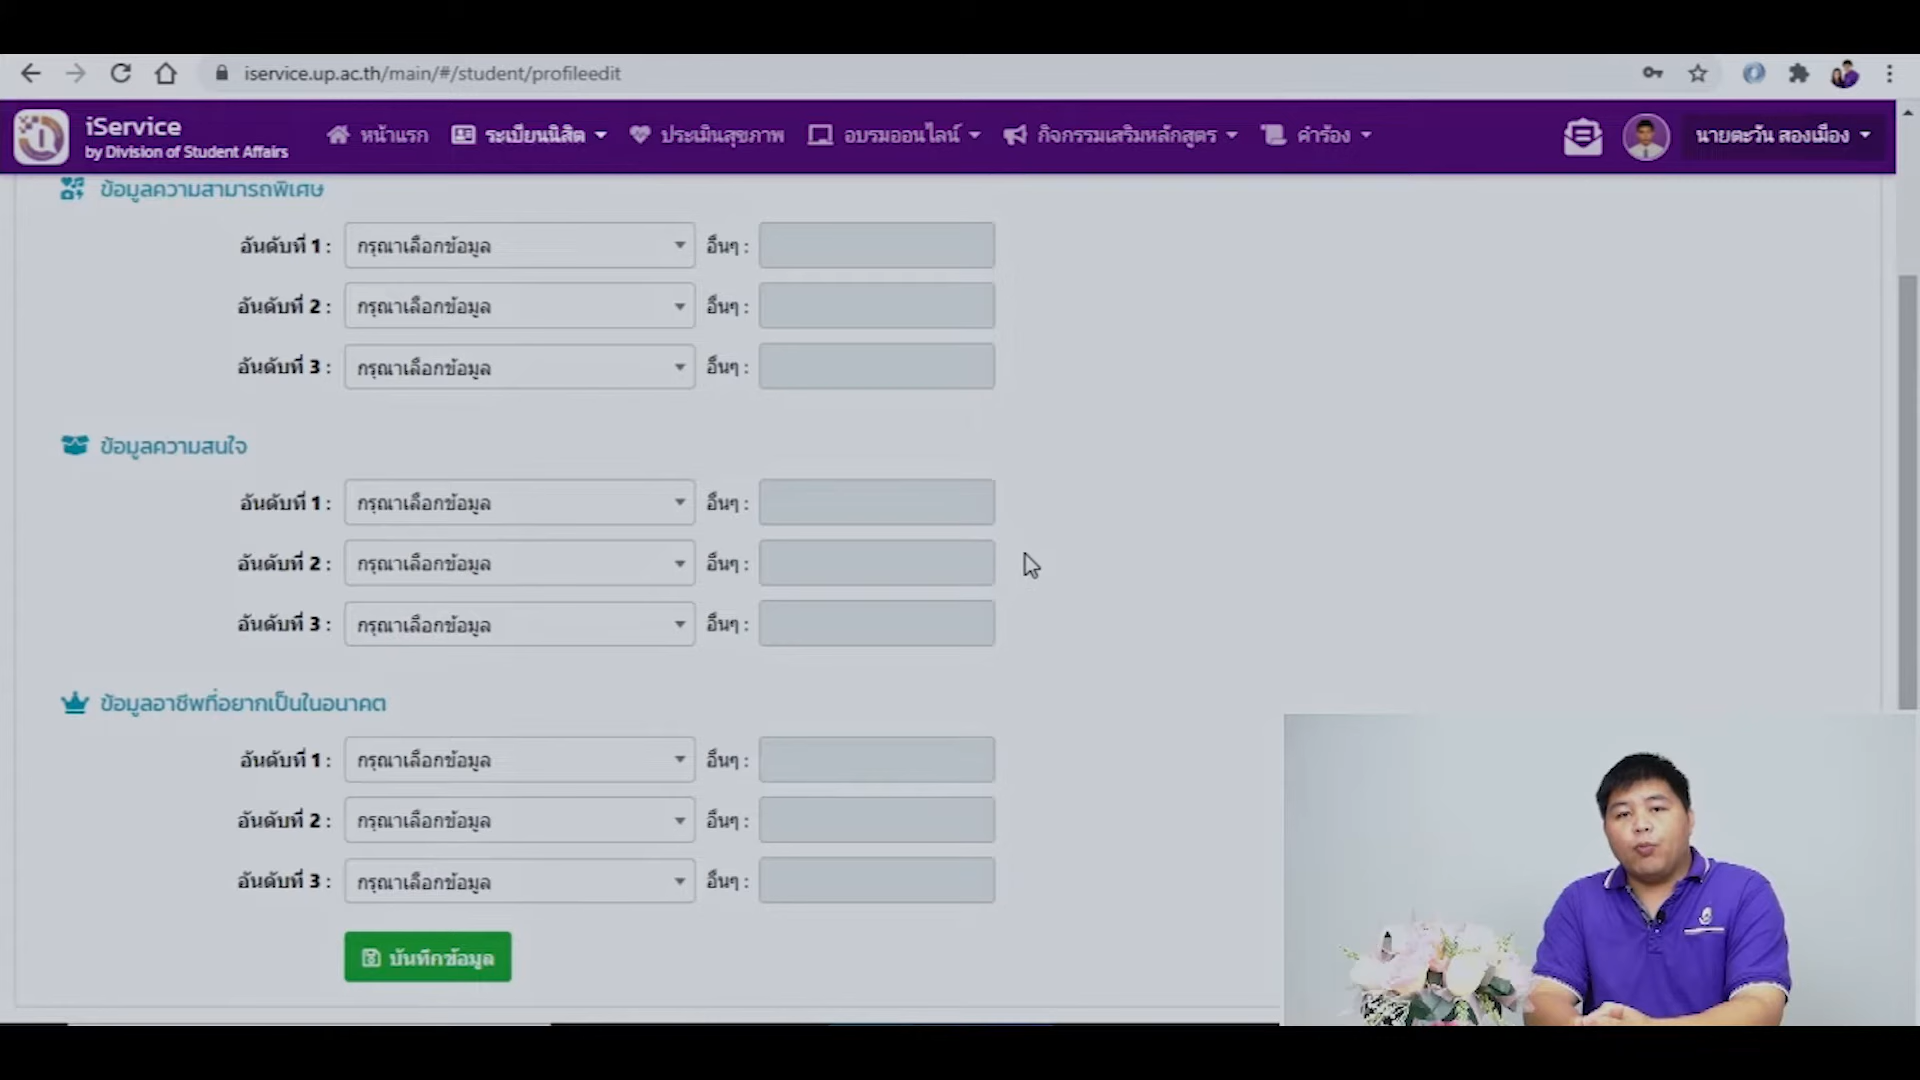 iservice.up.ac.th/main/#/student/profileedit
iService
by Division of Student Affairs
หน้าแรก
ระเบียนนิสิต
ประเมินสุขภาพ
อบรมออนไลน์
กิจกรรมเสริมหลักสูตร
คำร้อง
นายตะวัน สองเมือง
ข้อมูลความสามารถพิเศษ
อันดับที่ 1 : กรุณาเลือกข้อมูล อื่นๆ :
อันดับที่ 2 : กรุณาเลือกข้อมูล อื่นๆ :
อันดับที่ 3 : กรุณาเลือกข้อมูล อื่นๆ :
ข้อมูลความสนใจ
อันดับที่ 1 : กรุณาเลือกข้อมูล อื่นๆ :
อันดับที่ 2 : กรุณาเลือกข้อมูล อื่นๆ :
อันดับที่ 3 : กรุณาเลือกข้อมูล อื่นๆ :
ข้อมูลอาชีพที่อยากเป็นในอนาคต
อันดับที่ 1 : กรุณาเลือกข้อมูล อื่นๆ :
อันดับที่ 2 : กรุณาเลือกข้อมูล อื่นๆ :
อันดับที่ 3 : กรุณาเลือกข้อมูล อื่นๆ :
บันทึกข้อมูล